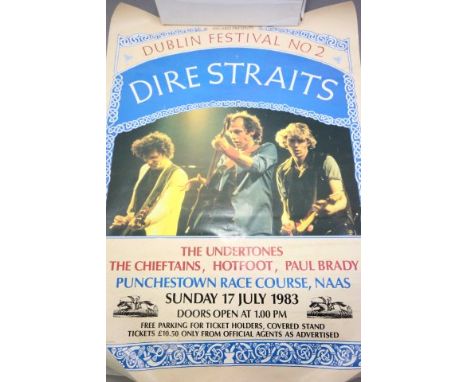 DUBLIN FESTIVAL NO 2
DIRE STRAITS
THE UNDERTONES
THE CHIEFTAINS, HOTFOOT, PAUL BRADY
PUNCHESTOWN RACE COURSE, NAAS
SUNDAY 17 JULY 1983
DOORS OPEN AT 1.00 PM
FREE PARKING FOR TICKET HOLDERS, COVERED STAND
TICKETS £10.50 ONLY FROM OFFICIAL AGENTS AS ADVERTISED